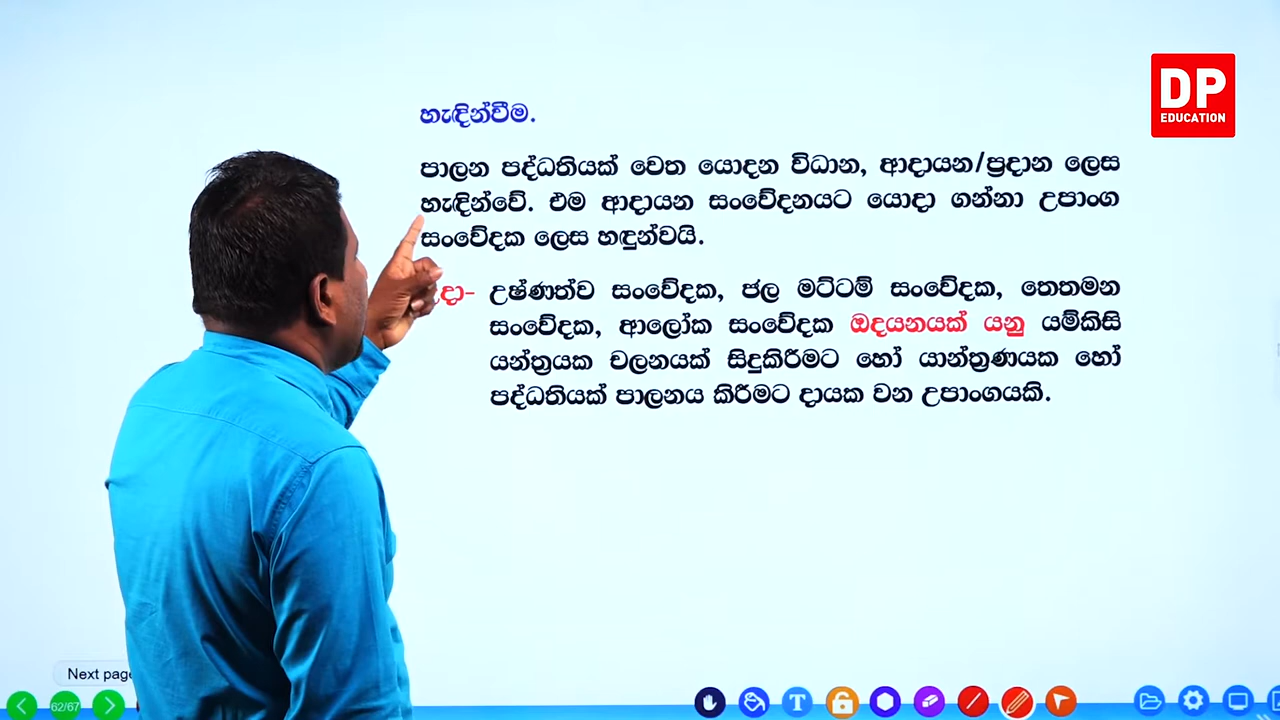 DP
EDUCATION
හැඳින්වීම.
පාලන පද්ධතියක් වෙත යොදන විධාන, ආදායන/ප්‍රදාන ලෙස
හැඳින්වේ. එම ආදායන සංවේදනයට යොදා ගන්නා උපාංග
සංවේදක ලෙස හඳුන්වයි.
දා- උෂ්ණත්ව සංවේදක, ජල මට්ටම් සංවේදක, තෙතමන
සංවේදක, ආලෝක සංවේදක ඔදයනයක් යනු යම්කිසි
යන්ත්‍රයක චලනයක් සිදුකිරීමට හෝ යාන්ත්‍රණයක හෝ
පද්ධතියක් පාලනය කිරීමට දායක වන උපාංගයකි.
Next page
62/67
T